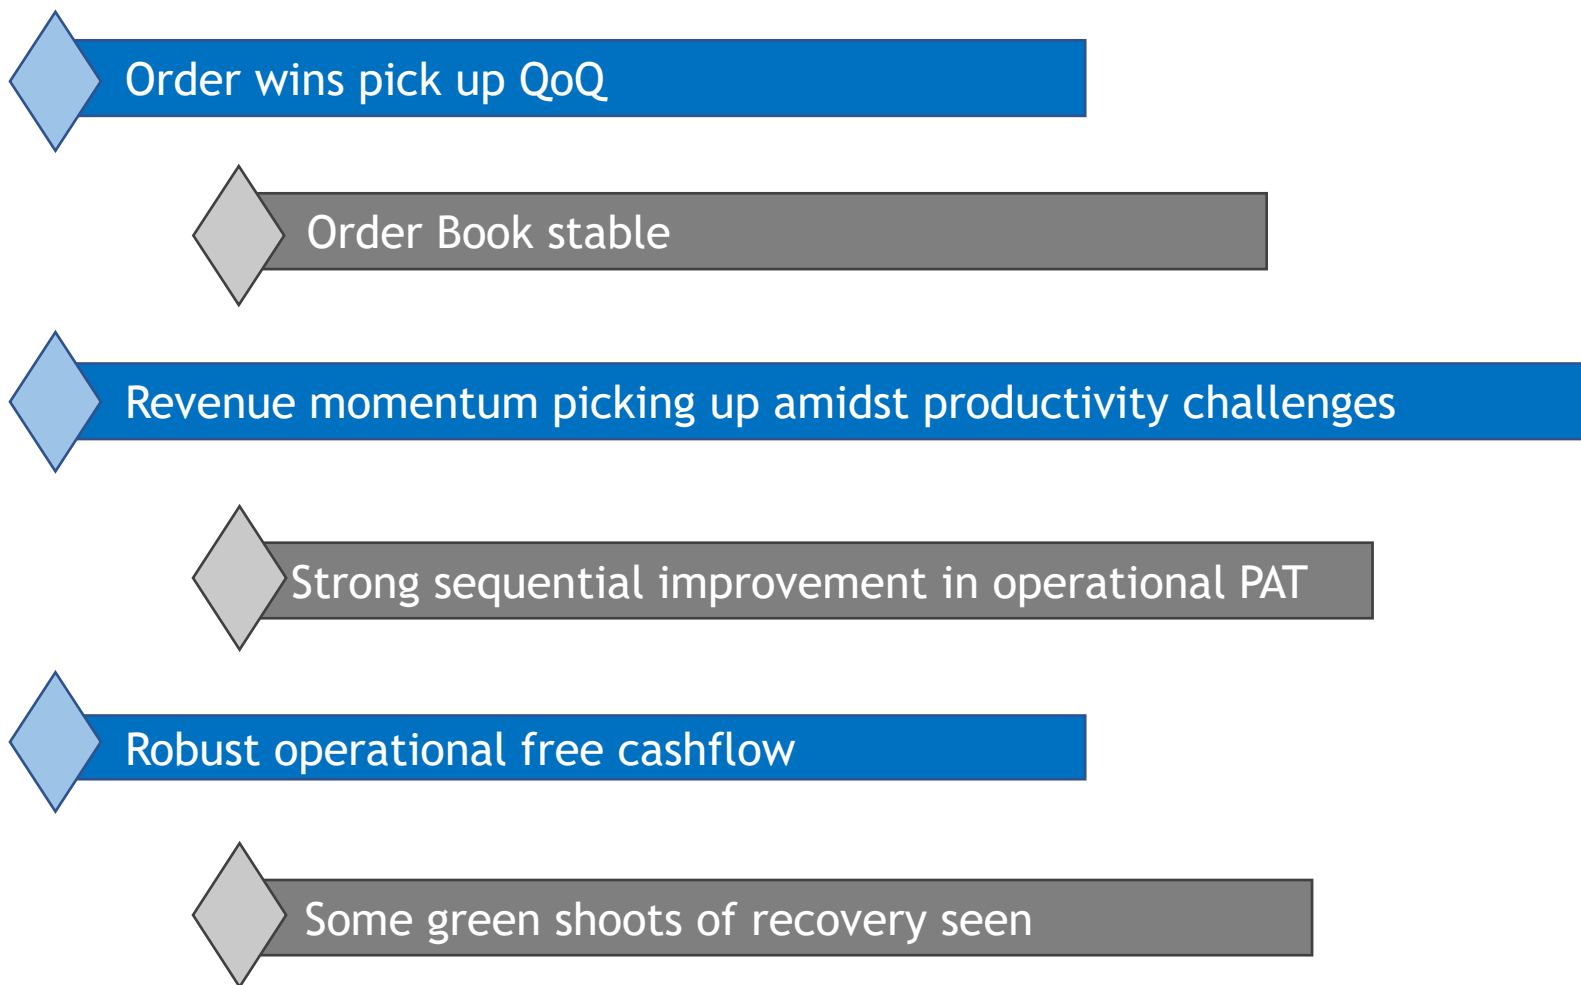 Order wins pick up QoQ
Order Book stable
Revenue momentum picking up amidst productivity challenges
Strong sequential improvement in operational PAT
Robust operational free cashflow
Some green shoots of recovery seen